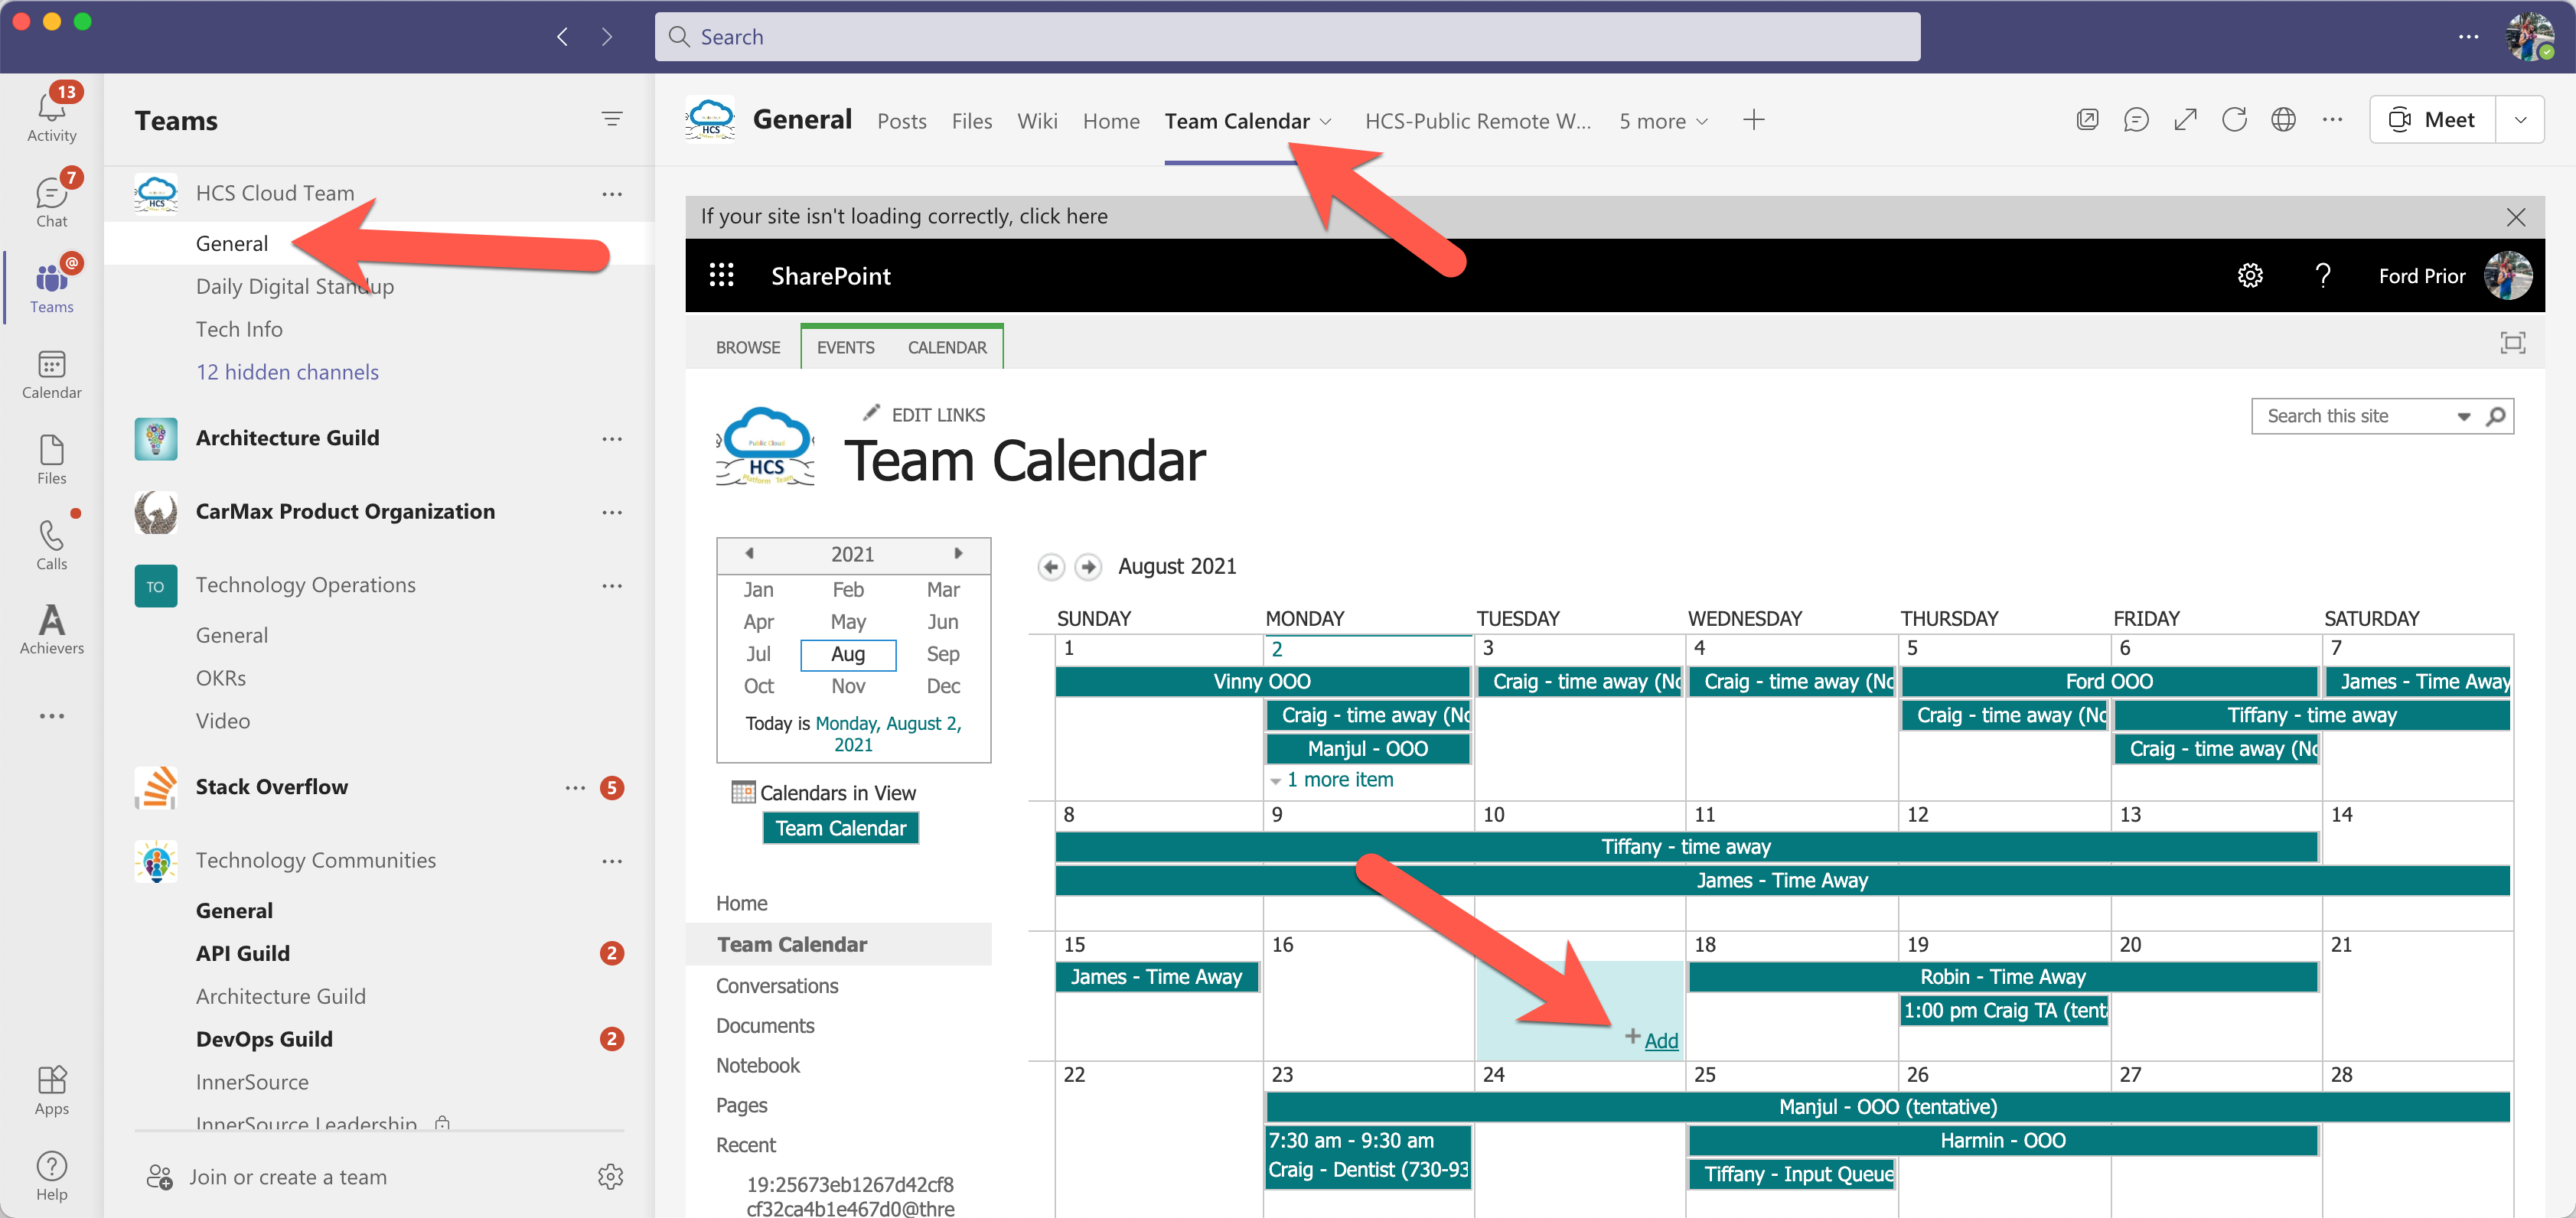 Search
13
Activity
7
Chat
@
Teams
Calendar
Files
Calls
Achievers
Apps
Help
Teams
HCS
HCS Cloud Team
General
Daily Digital Standup
Tech Info
12 hidden channels
Architecture Guild
CarMax Product Organization
TO
Technology Operations
General
OKRs
Video
Stack Overflow
5
Technology Communities
General
API Guild
2
Architecture Guild
DevOps Guild
2
InnerSource
InnerSource Leadership
Join or create a team
HCS
General
Posts
Files
Wiki
Home
Team Calendar
HCS-Public Remote W...
5 more
Meet
If your site isn't loading correctly, click here
SharePoint
Ford Prior
BROWSE
EVENTS
CALENDAR
Public Cloud
HCS
Platform Team
EDIT LINKS
Team Calendar
Search this site
2021
Jan Feb Mar
Apr May Jun
Jul Aug Sep
Oct Nov Dec
Today is Monday, August 2,
2021
Calendars in View
Team Calendar
Home
Team Calendar
Conversations
Documents
Notebook
Pages
Recent
19:25673eb1267d42cf8
cf32ca4b1e467d0@thre
August 2021
SUNDAY MONDAY TUESDAY WEDNESDAY THURSDAY FRIDAY SATURDAY
1 2 3 4 5 6 7
Vinny OOO
Craig - time away (No
Craig - time away (No
Ford OOO
James - Time Away
Craig - time away (No
Craig - time away (No
Tiffany - time away
Manjul - OOO
Craig - time away (No
1 more item
8 9 10 11 12 13 14
Tiffany - time away
James - Time Away
15 16 18 19 20 21
James - Time Away
Robin - Time Away
1:00 pm Craig TA (tent
Add
22 23 24 25 26 27 28
Manjul - OOO (tentative)
7:30 am - 9:30 am
Craig - Dentist (730-93
Harmin - OOO
Tiffany - Input Queue